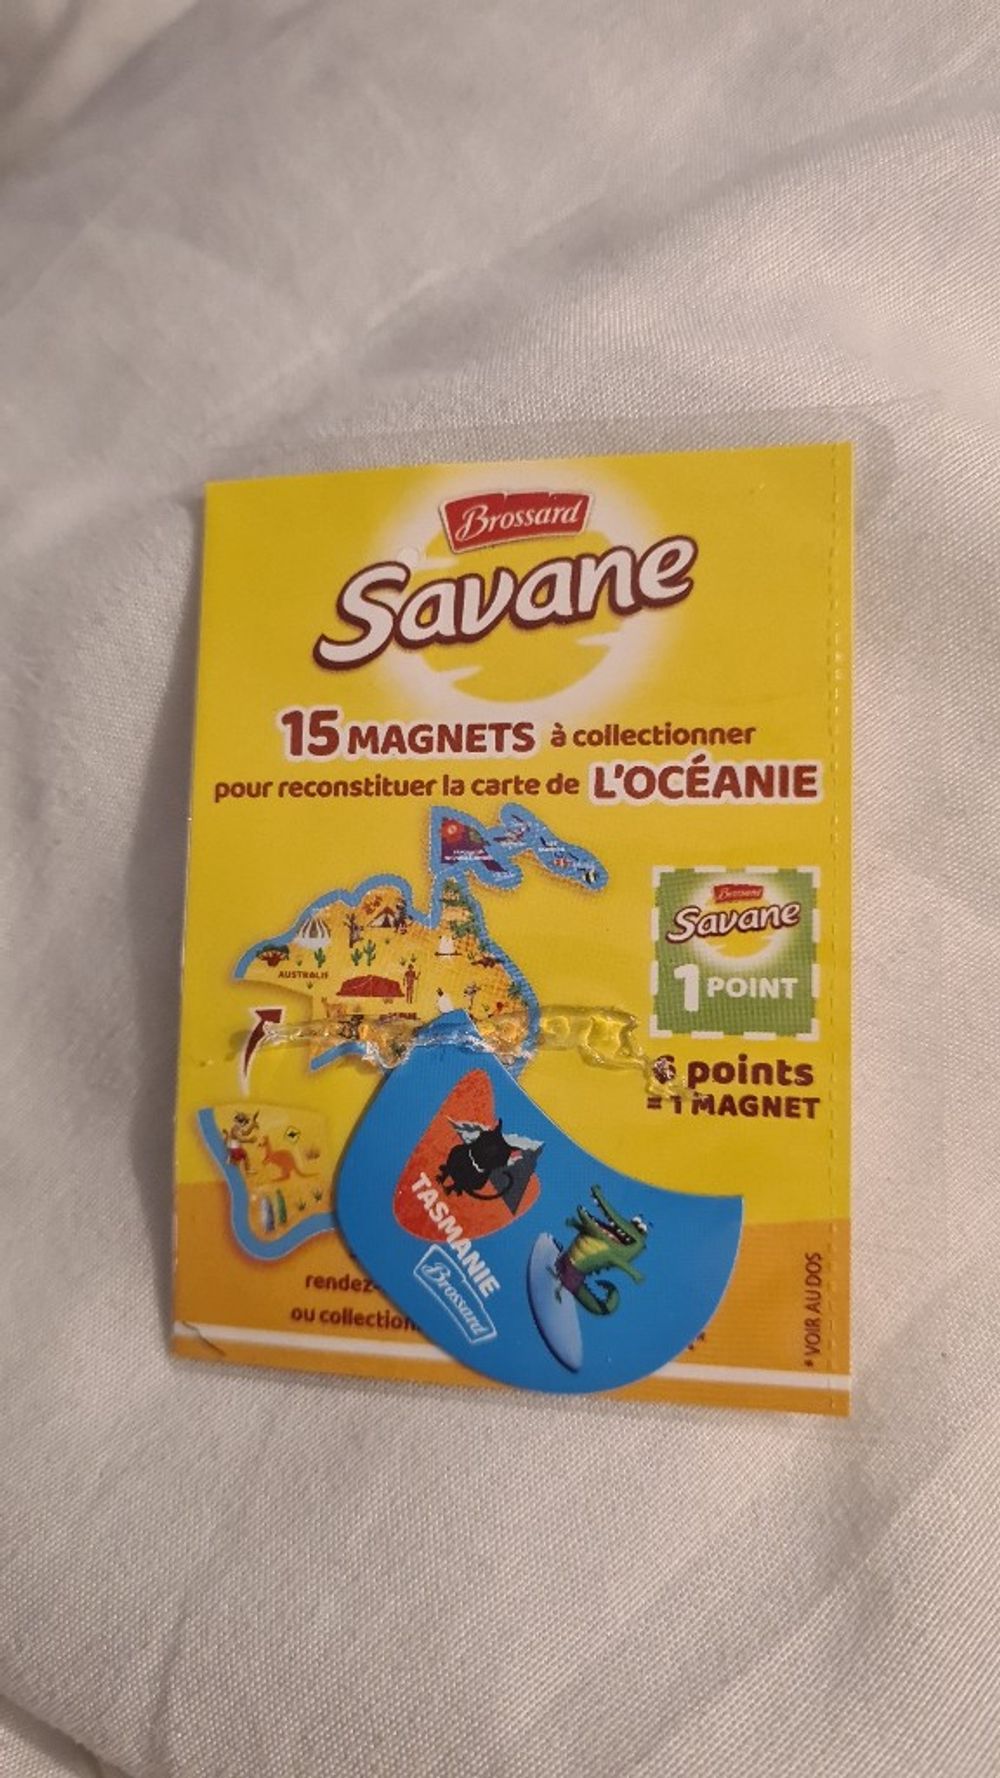 Brossard
Savane
15 MAGNETS à collectionner
pour reconstituer la carte de L'OCÉANIE
AUSTRALIE
Brossard
Savane
1 POINT
6 points
= 1 MAGNET
TASMANIE
Brossard
rendez-
ou collection
* VOIR AU DOS